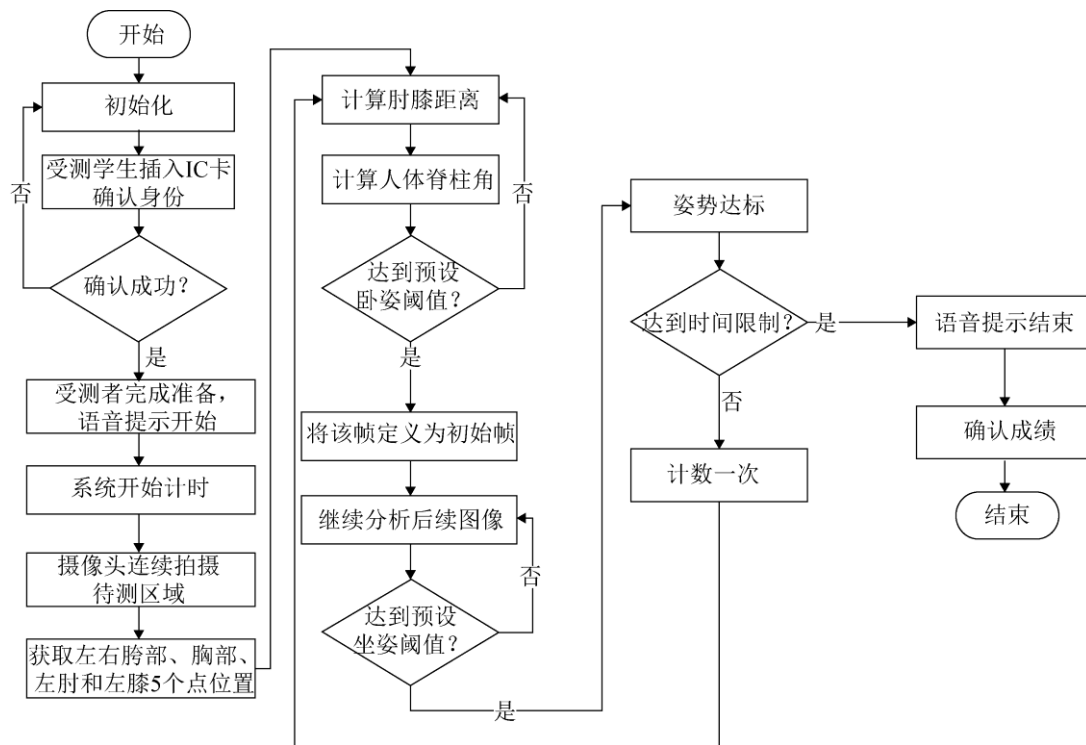 开始
初始化
受测学生插入IC卡
确认身份
否
确认成功？
是
受测者完成准备，
语音提示开始
系统开始计时
摄像头连续拍摄
待测区域
获取左右胯部、胸部、
左肘和左膝5个点位置
计算肘膝距离
计算人体脊柱角
否
达到预设
卧姿阈值？
是
将该帧定义为初始帧
继续分析后续图像
否
达到预设
坐姿阈值？
是
姿势达标
达到时间限制？
是
否
计数一次
语音提示结束
确认成绩
结束